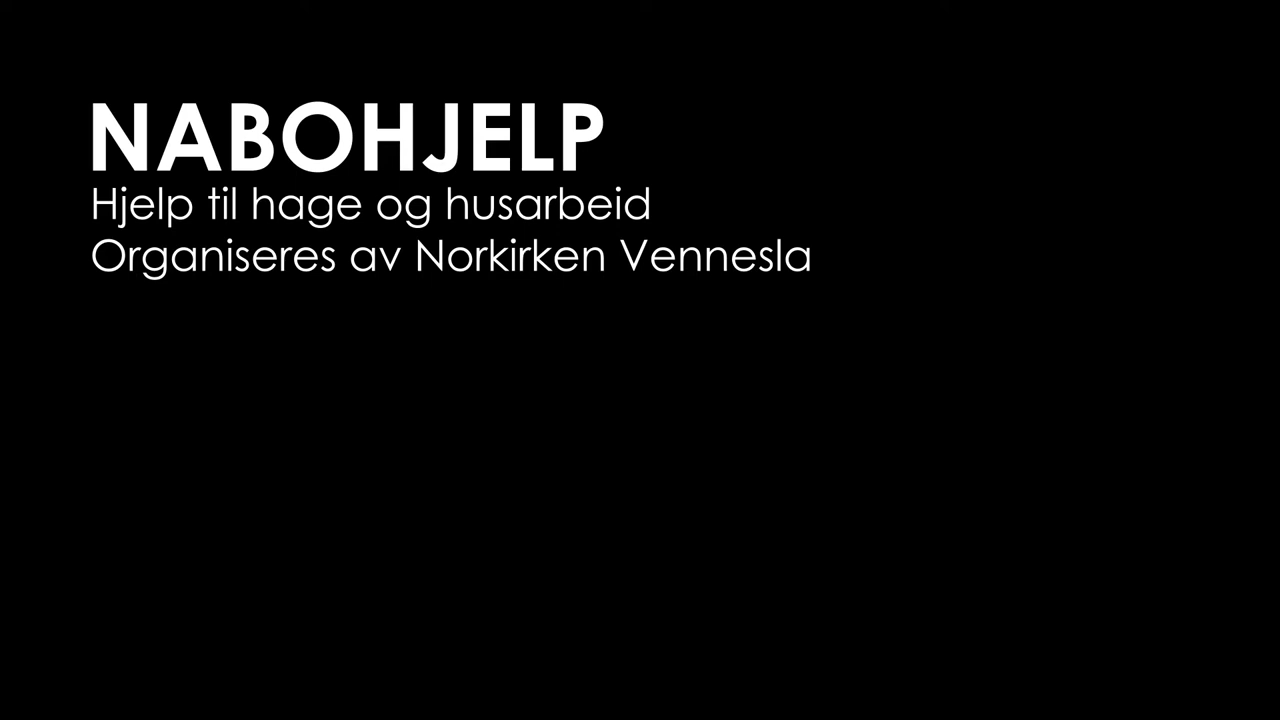 NABOHJELP
Hjelp til hage og husarbeid
Organiseres av Norkirken Vennesla